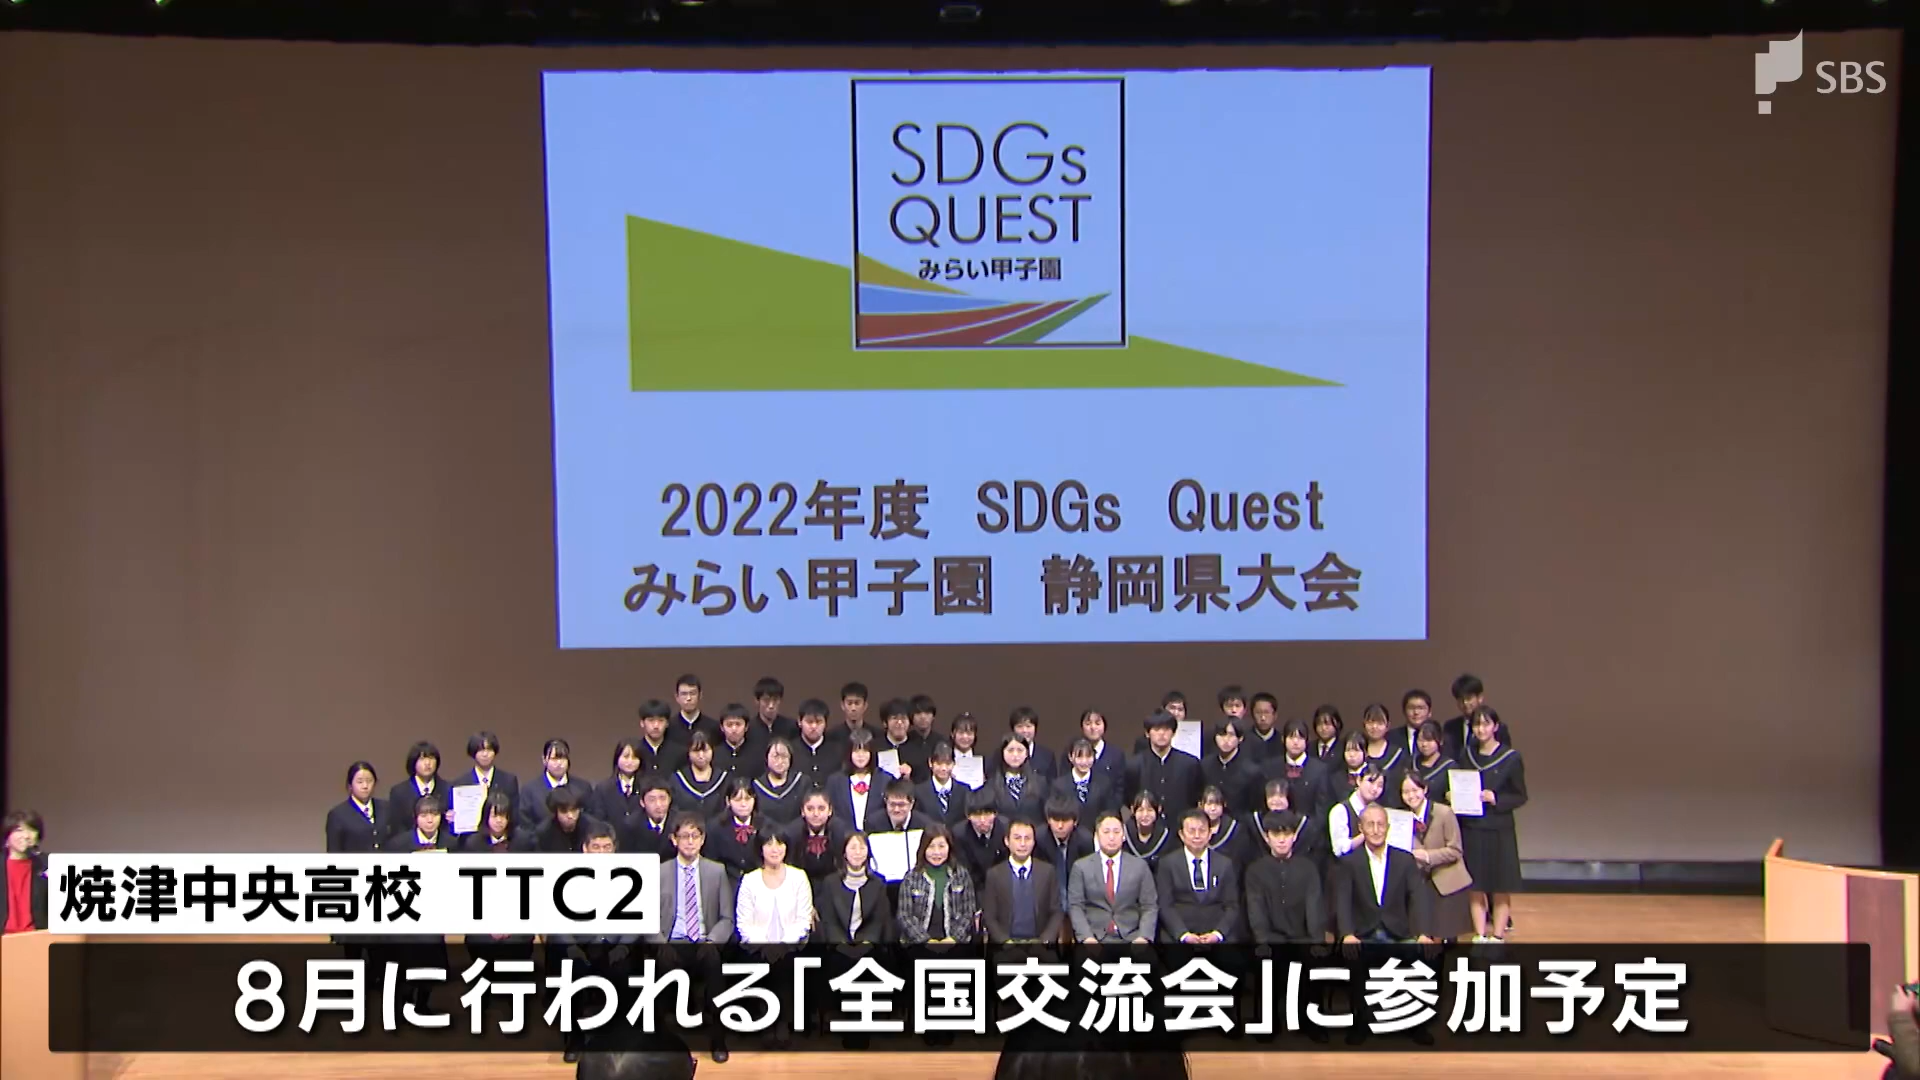 SBS
SDGs
QUEST
みらい甲子園
2022年度 SDGs Quest
みらい甲子園 静岡県大会
焼津中央高校 TTC2
8月に行われる「全国交流会」に参加予定